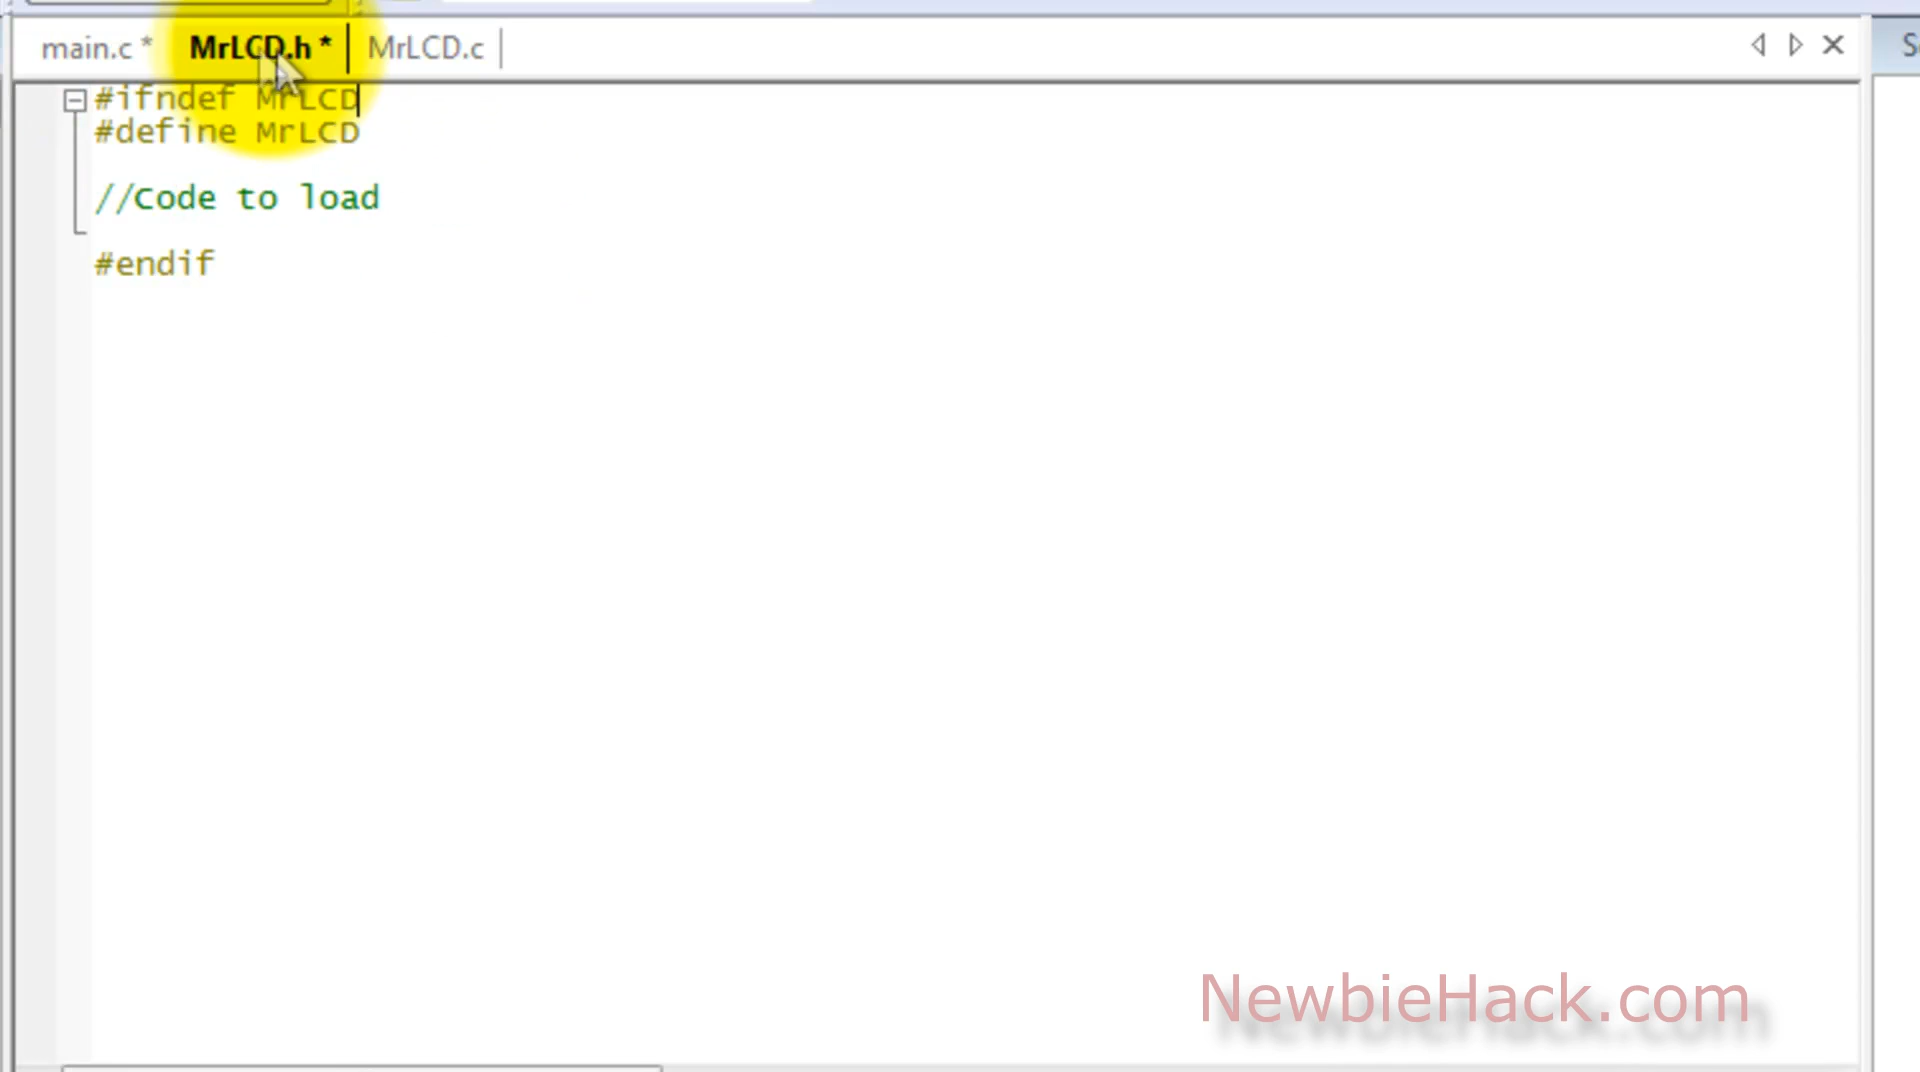 main.c * MrLCD.h * MrLCD.c
#ifndef MrLCD
#define MrLCD
//Code to load
#endif
NewbieHack.com